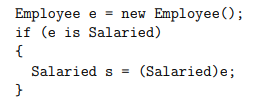 Employee e = new Employee();
if (e is Salaried)
{
  Salaried s = (Salaried)e;
}